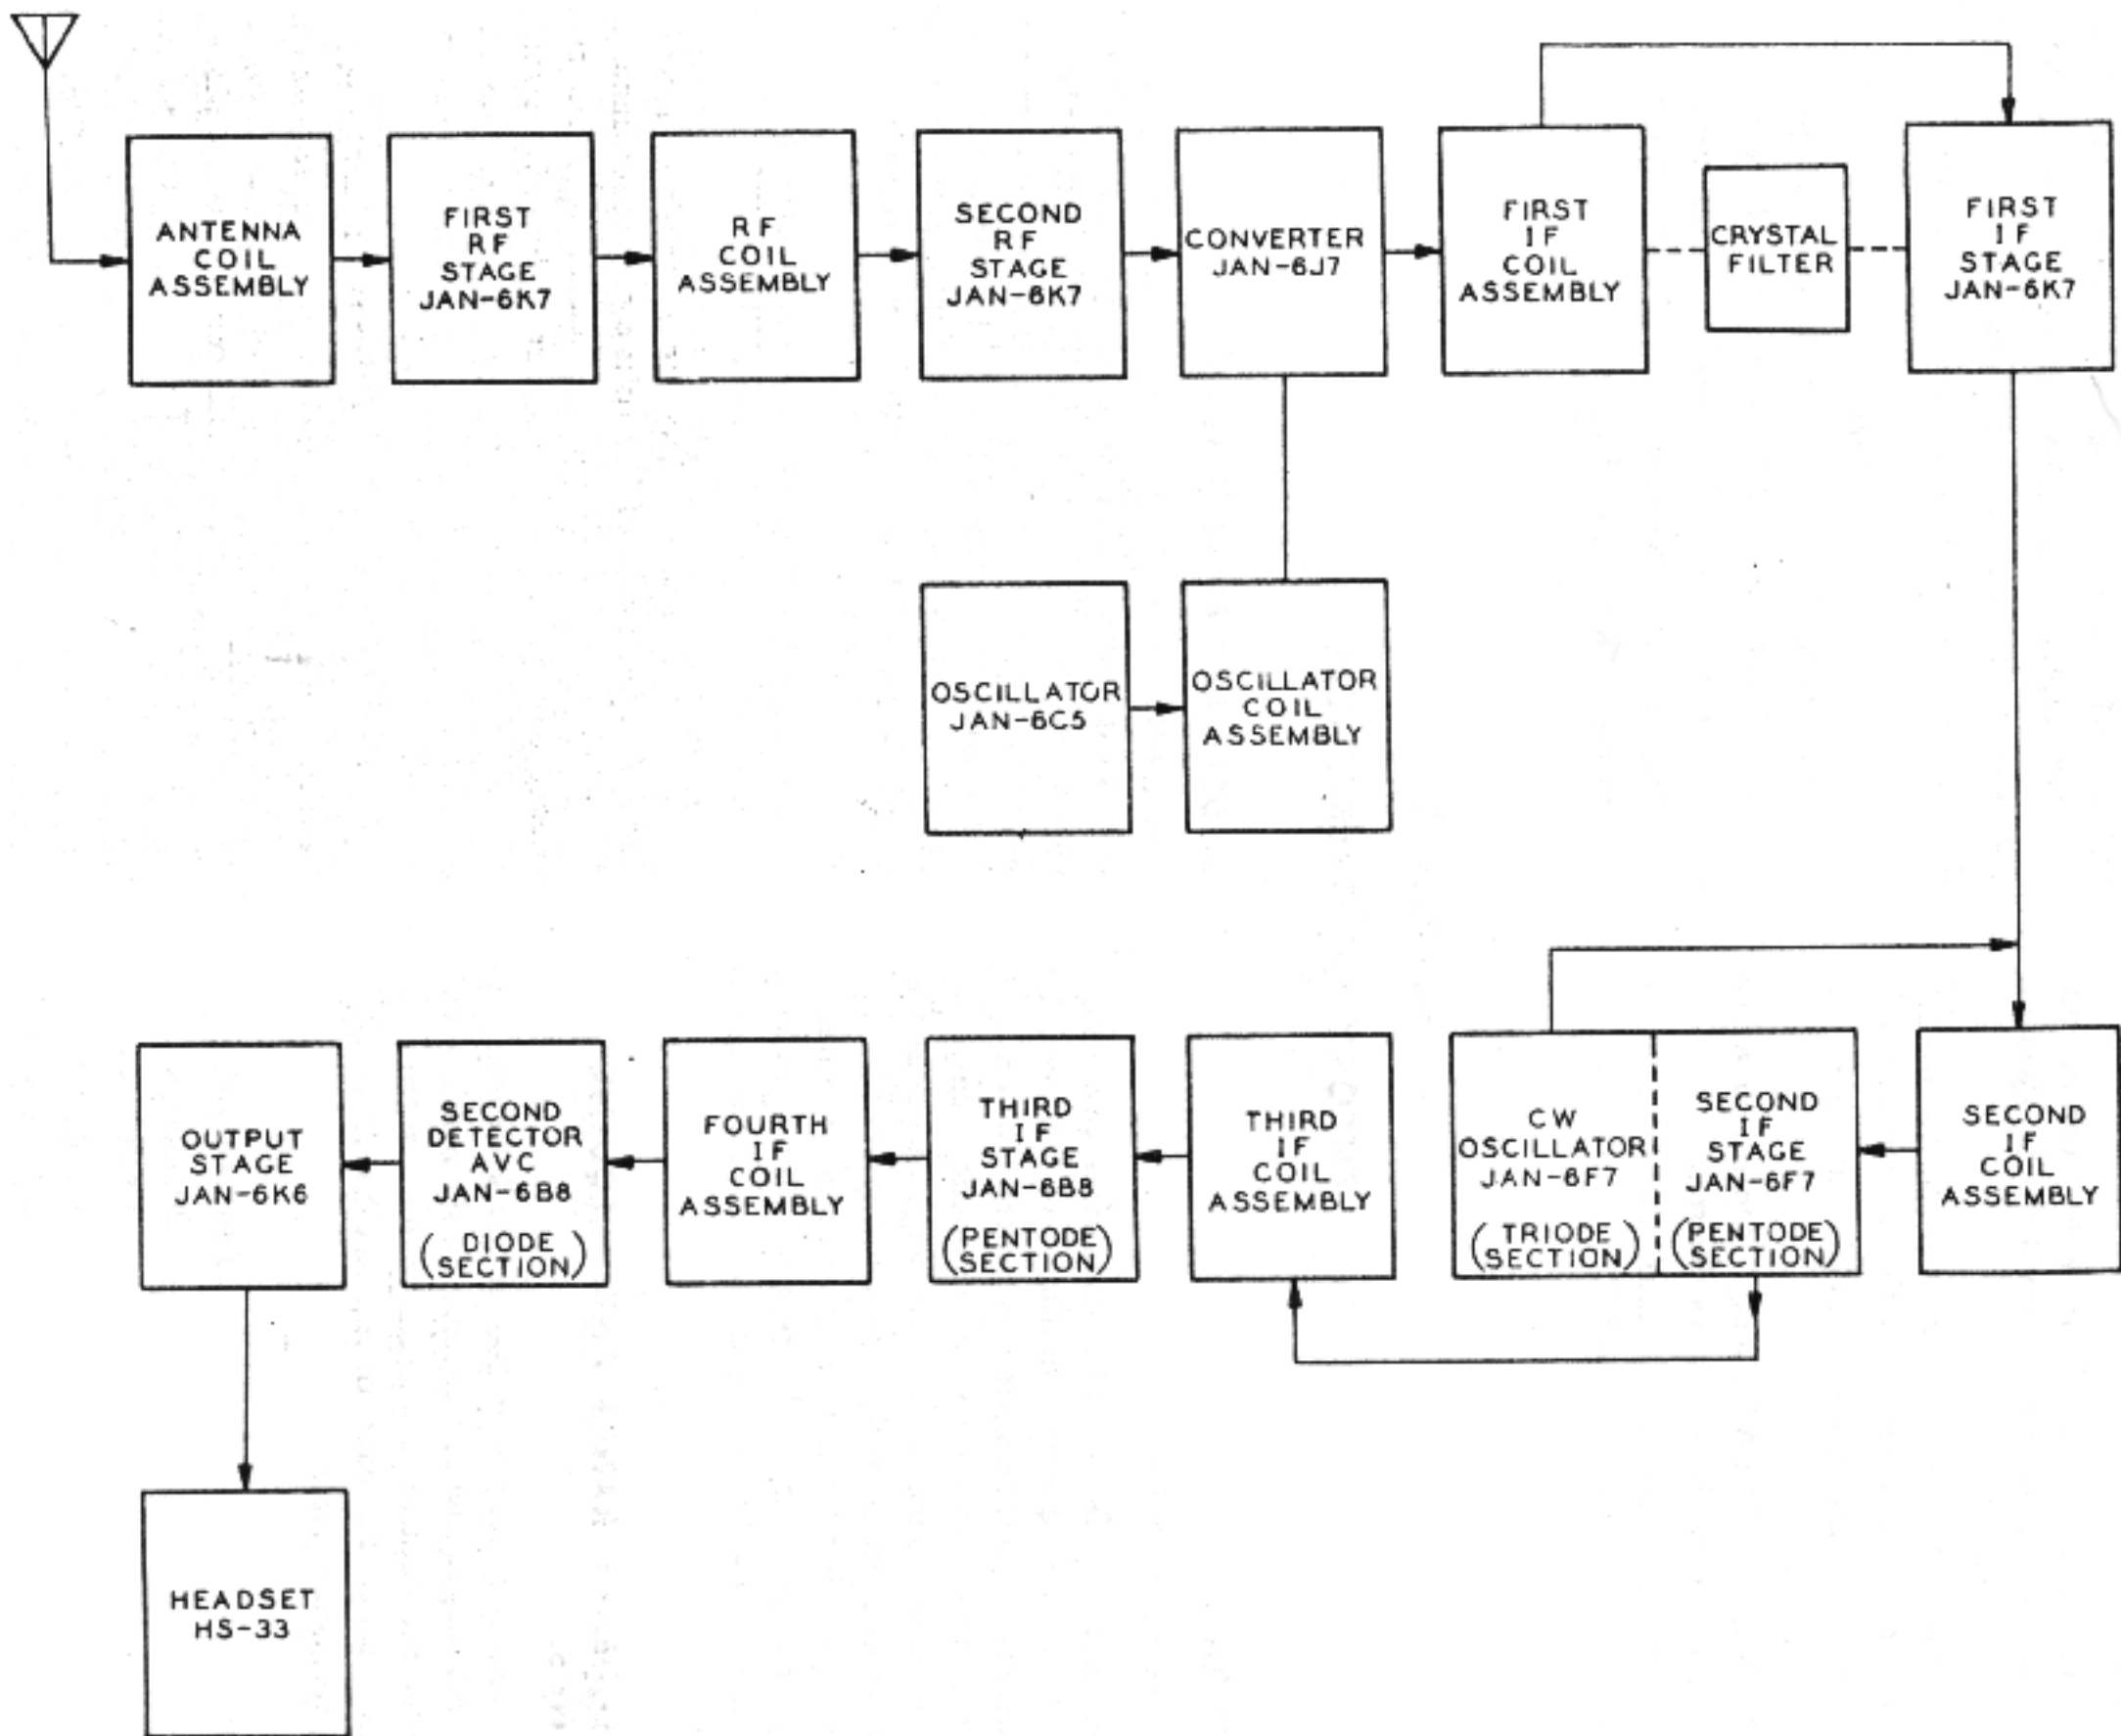 ANTENNA
COIL
ASSEMBLY
FIRST
RF
STAGE
JAN-6K7
RF
COIL
ASSEMBLY
SECOND
RF
STAGE
JAN-6K7
CONVERTER
JAN-6J7
FIRST
IF
COIL
ASSEMBLY
CRYSTAL
FILTER
FIRST
IF
STAGE
JAN-6K7
OSCILLATOR
JAN-6C5
OSCILLATOR
COIL
ASSEMBLY
OUTPUT
STAGE
JAN-6K6
SECOND
DETECTOR
AVC
JAN-6B8
(DIODE
SECTION)
FOURTH
IF
COIL
ASSEMBLY
THIRD
IF
STAGE
JAN-6B8
(PENTODE
SECTION)
THIRD
IF
COIL
ASSEMBLY
CW
OSCILLATOR
JAN-6F7
(TRIODE
SECTION)
SECOND
IF
STAGE
JAN-6F7
(PENTODE
SECTION)
SECOND
IF
COIL
ASSEMBLY
HEADSET
HS-33